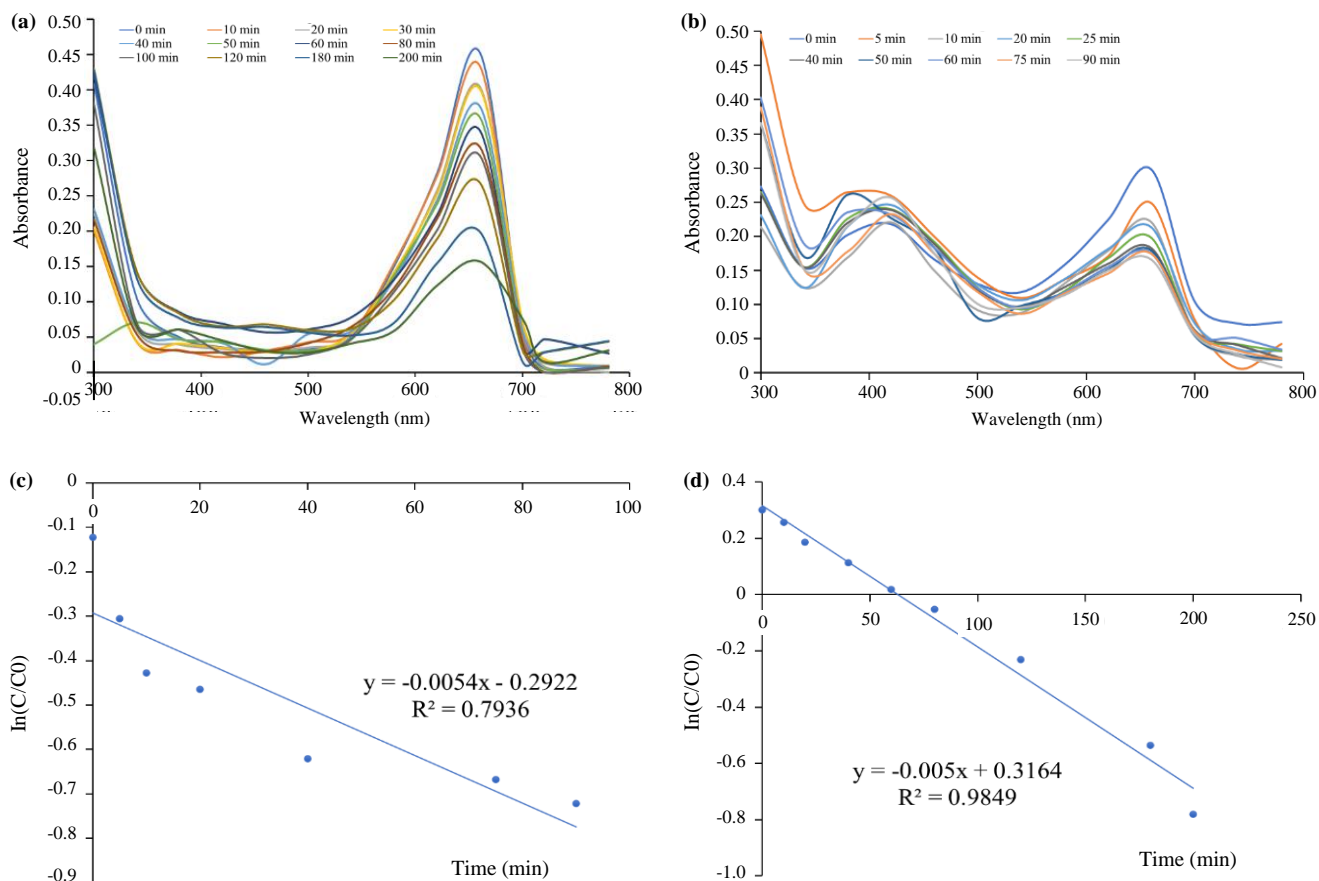 (a)
0 min 10 min 20 min 30 min
40 min 50 min 60 min 80 min
100 min 120 min 180 min 200 min
0.50
0.45
0.40
0.35
0.30
0.25
0.20
0.15
0.10
0.05
0
-0.05
Absorbance
300 400 500 600 700 800
Wavelength (nm)
(b)
0 min 5 min 10 min 20 min 25 min
40 min 50 min 60 min 75 min 90 min
0.50
0.45
0.40
0.35
0.30
0.25
0.20
0.15
0.10
0.05
0
Absorbance
300 400 500 600 700 800
Wavelength (nm)
(c)
0
-0.1
-0.2
-0.3
-0.4
-0.5
-0.6
-0.7
-0.8
-0.9
In(C/C0)
0 20 40 60 80 100
y = -0.0054x - 0.2922
R² = 0.7936
Time (min)
(d)
0.4
0.2
0
-0.2
-0.4
-0.6
-0.8
-1.0
In(C/C0)
0 50 100 150 200 250
y = -0.005x + 0.3164
R² = 0.9849
Time (min)